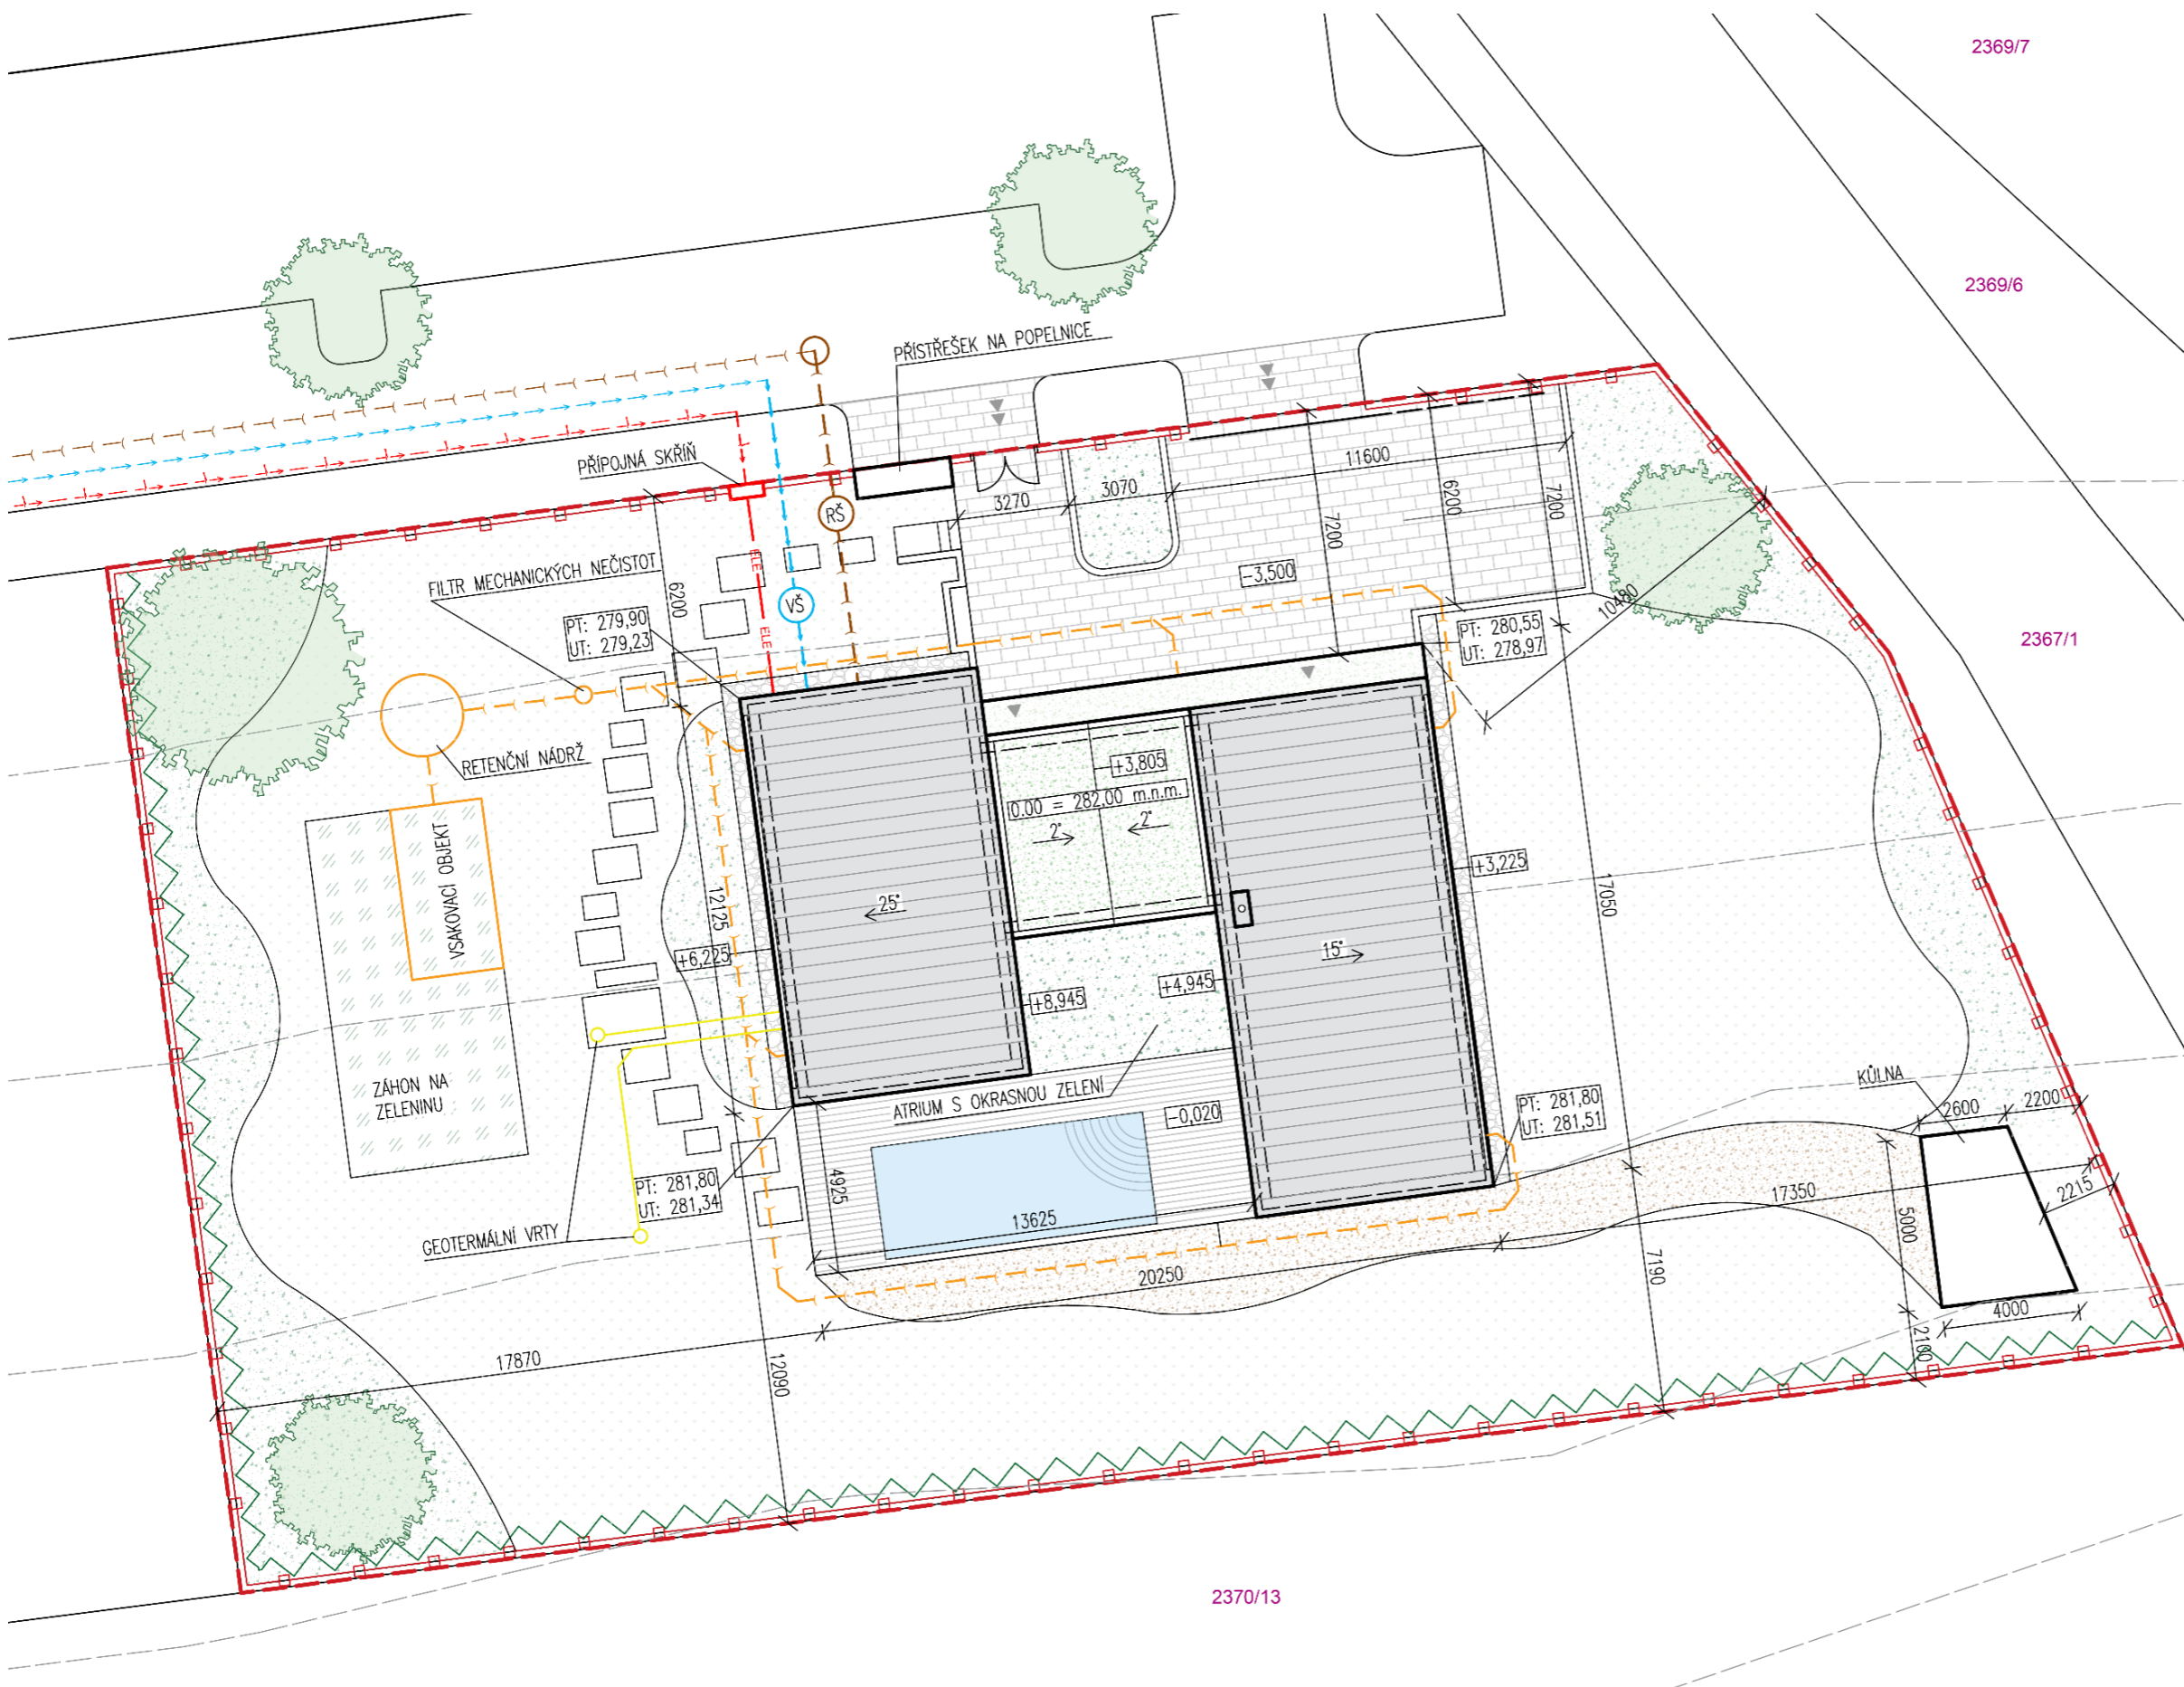 2369/7
2369/6
PŘÍSTŘEŠEK NA POPELNICE
PŘÍPOJNÁ SKŘÍŇ
11600
3070
3270
6200
7200
7200
RŠ
ELE
FILTR MECHANICKÝCH NEČISTOT
6200
-3,500
10480
VŠ
PT: 279,90
UT: 279,23
ELE
PT: 280,55
UT: 278,97
2367/1
RETENČNÍ NÁDRŽ
+3,805
0.00 = 282,00 m.n.m.
2°
2°
VSAKOVACÍ OBJEKT
+3,225
12125
25°
17050
+6,225
15°
+4,945
+8,945
ZÁHON NA
ZELENINU
KŮLNA
ATRIUM S OKRASNOU ZELENÍ
-0,020
PT: 281,80
UT: 281,51
2600
2200
PT: 281,80
UT: 281,34
4925
17350
2215
13625
5000
GEOTERMÁLNÍ VRTY
20250
7190
4000
2100
17870
12090
2370/13